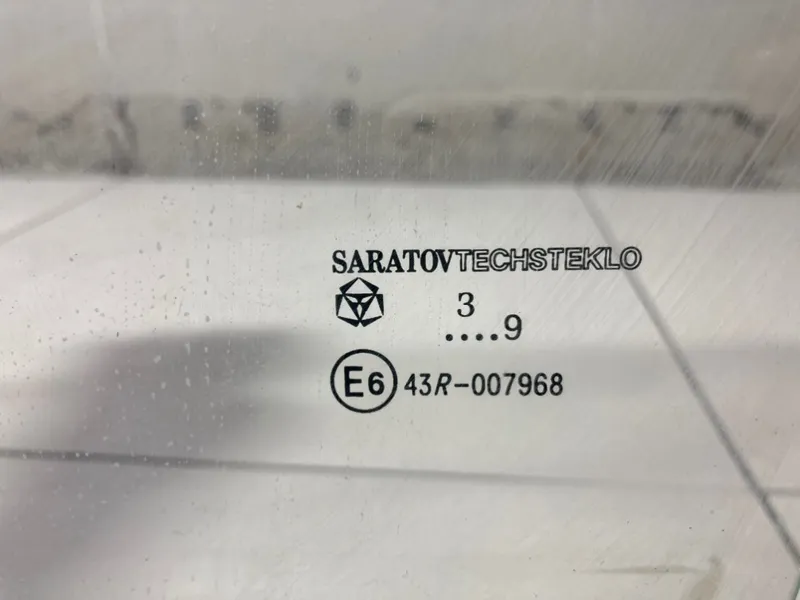 SARATOVTECHSTEKLO
3
....9
E6 43R-007968